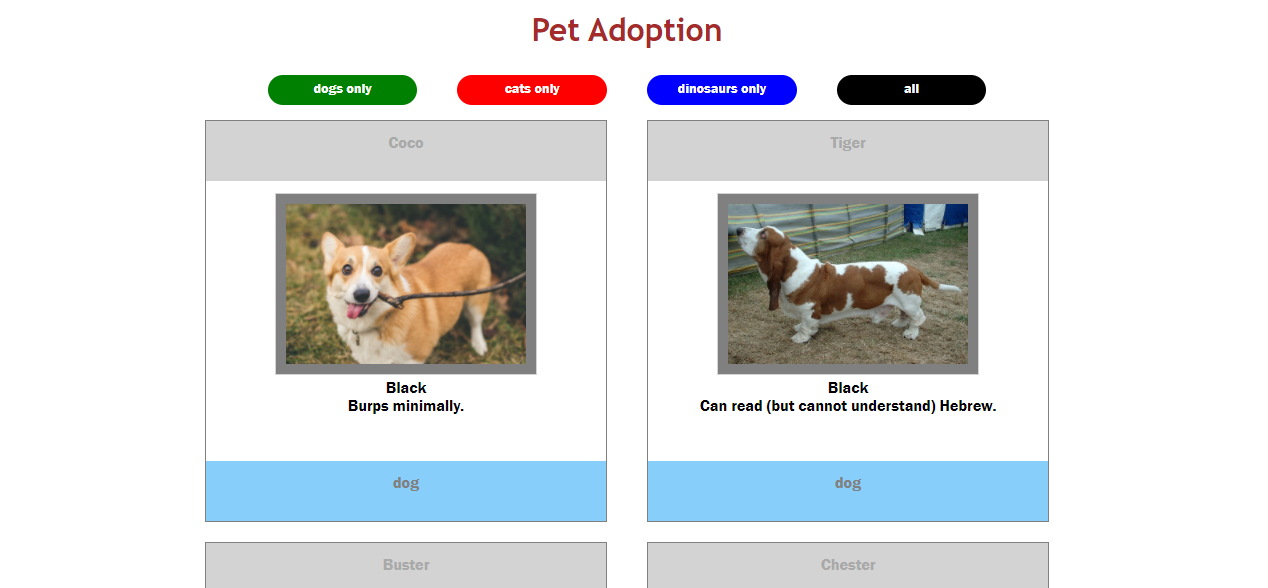 Pet Adoption
dogs only
cats only
dinosaurs only
all
Coco
Black
Burps minimally.
dog
Tiger
Black
Can read (but cannot understand) Hebrew.
dog
Buster
Chester